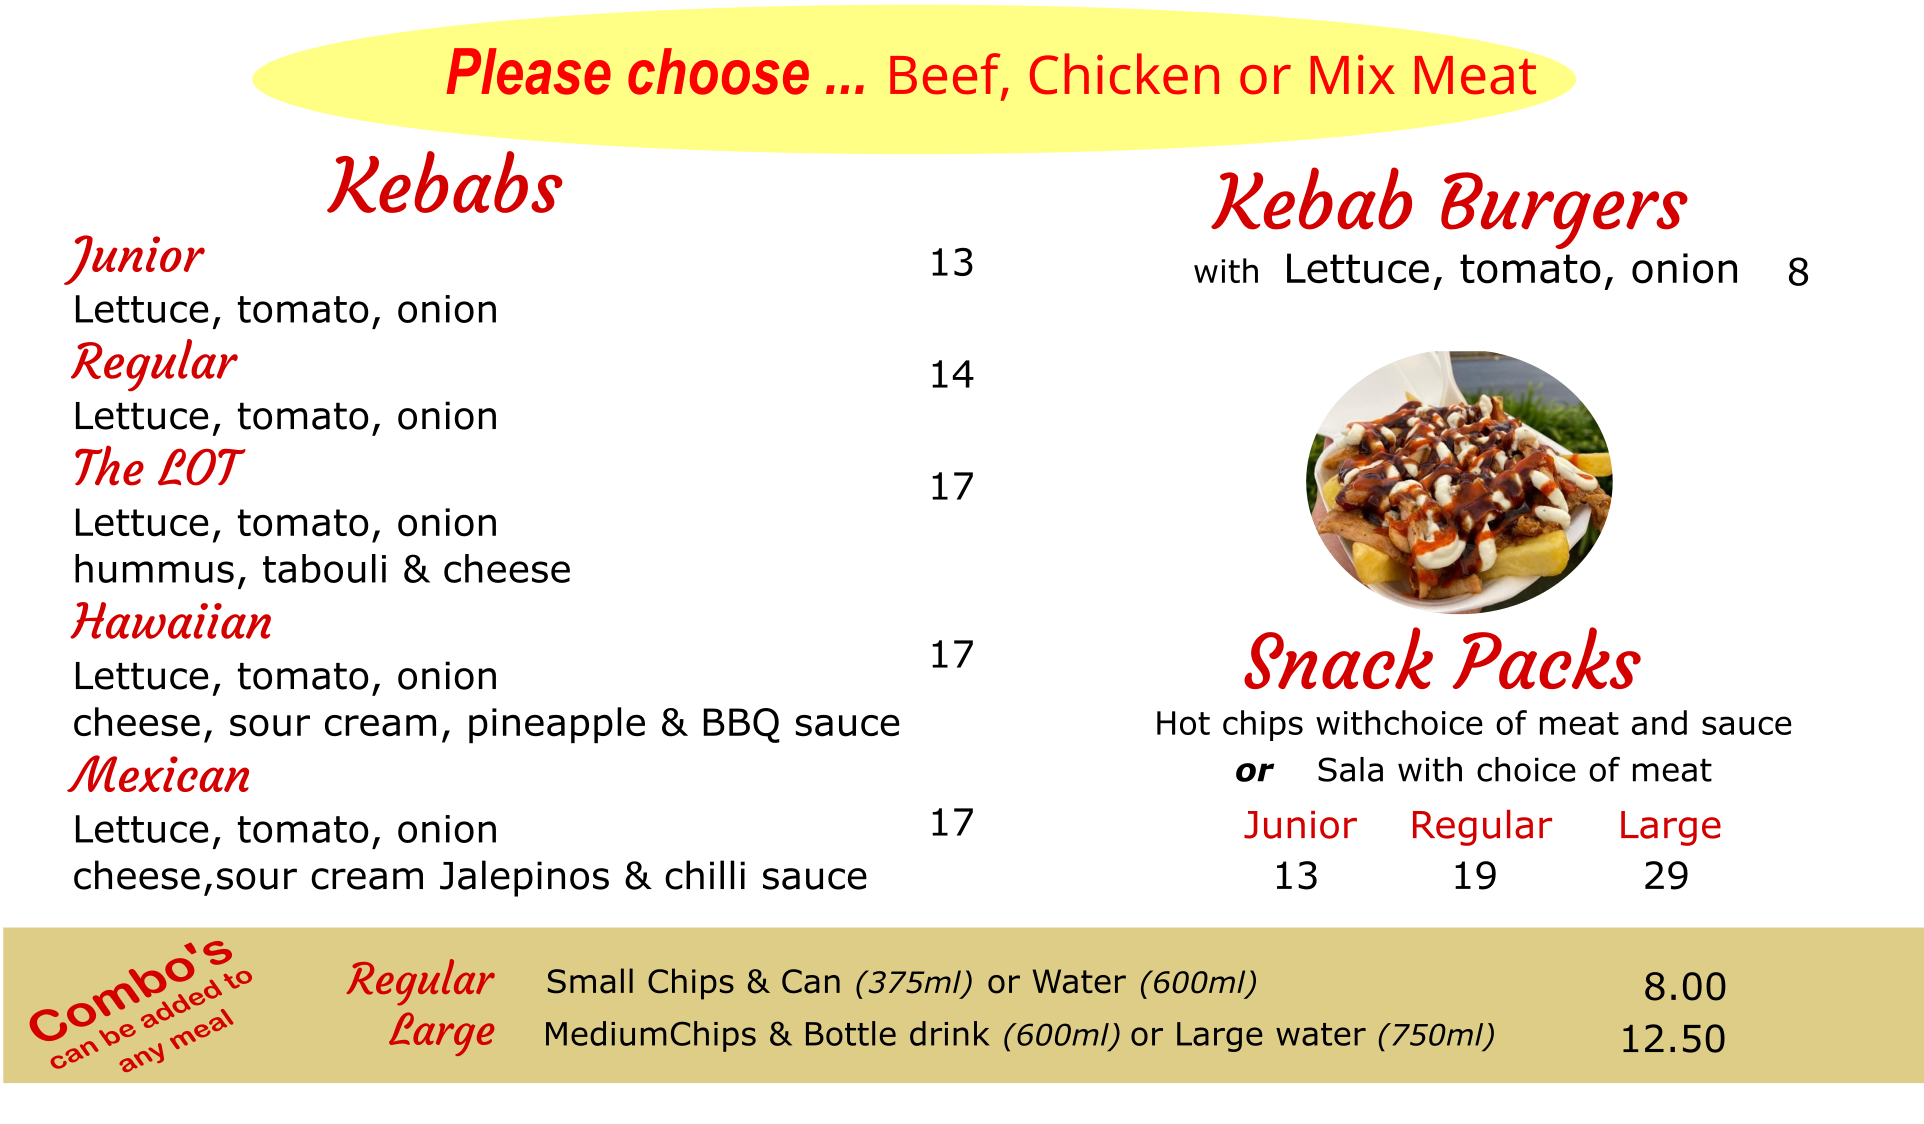 Please choose ... Beef, Chicken or Mix Meat
Kebabs
Junior 13
Lettuce, tomato, onion
Regular 14
Lettuce, tomato, onion
The LOT 17
Lettuce, tomato, onion
hummus, tabouli & cheese
Hawaiian 17
Lettuce, tomato, onion
cheese, sour cream, pineapple & BBQ sauce
Mexican 17
Lettuce, tomato, onion
cheese,sour cream Jalepinos & chilli sauce
Kebab Burgers
with Lettuce, tomato, onion 8
Snack Packs
Hot chips withchoice of meat and sauce
or Sala with choice of meat
Junior Regular Large
13 19 29
Combo's
can be added to
any meal
Regular Small Chips & Can (375ml) or Water (600ml) 8.00
Large MediumChips & Bottle drink (600ml) or Large water (750ml) 12.50